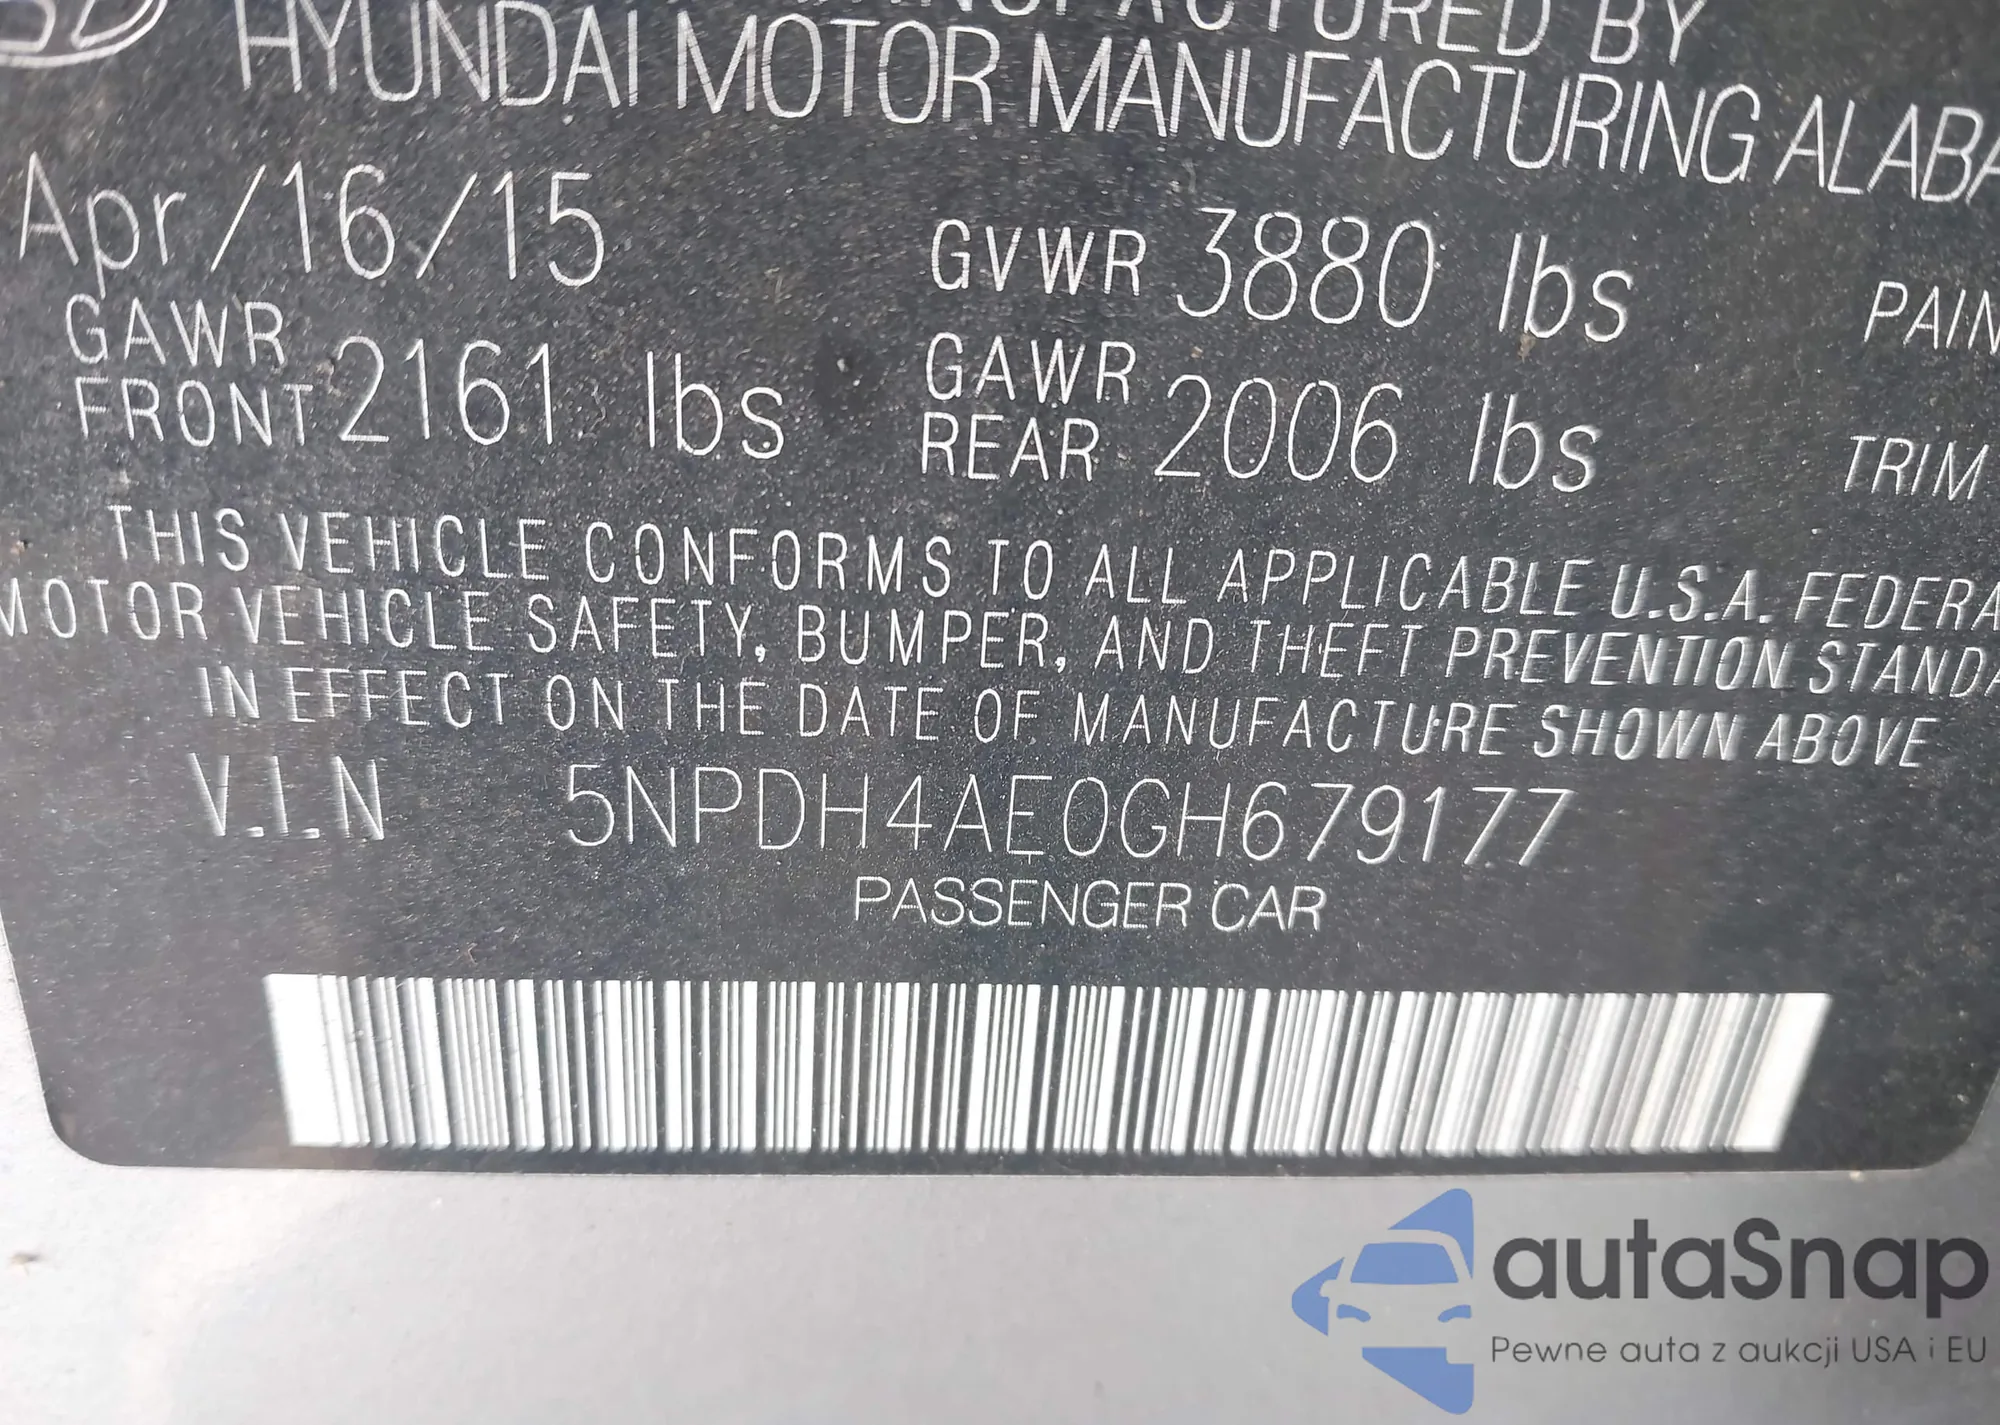 MANUFACTURED BY
HYUNDAI MOTOR MANUFACTURING ALABA
Apr/16/15 GVWR 3880 lbs PAIN
GAWR FRONT 2161 lbs GAWR REAR 2006 lbs TRIM
THIS VEHICLE CONFORMS TO ALL APPLICABLE U.S.A. FEDERA
MOTOR VEHICLE SAFETY, BUMPER, AND THEFT PREVENTION STANDA
IN EFFECT ON THE DATE OF MANUFACTURE SHOWN ABOVE
V.I.N 5NPDH4AE0GH679177
PASSENGER CAR
autaSnap
Pewne auta z aukcji USA i EU